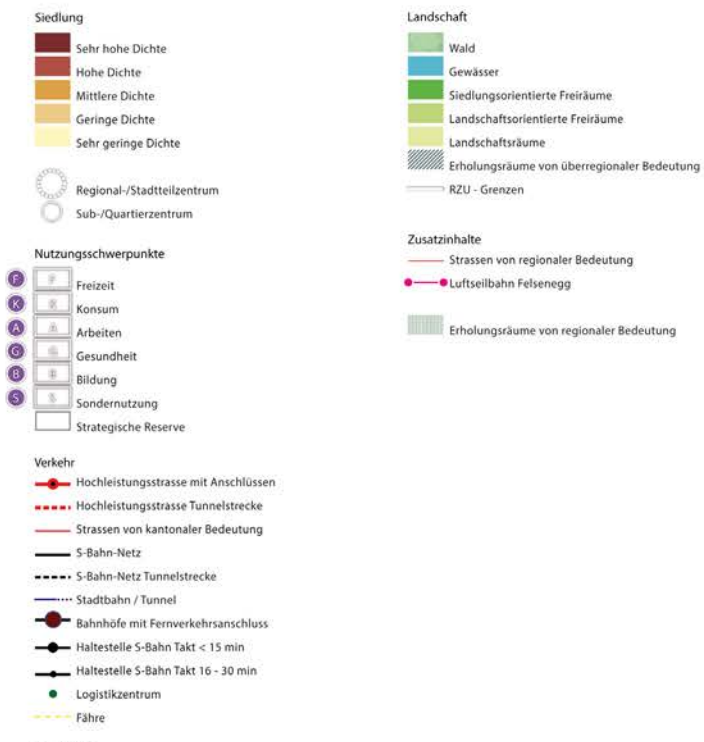 Siedlung
Sehr hohe Dichte
Hohe Dichte
Mittlere Dichte
Geringe Dichte
Sehr geringe Dichte
Regional-/Stadtteilzentrum
Sub-/Quartierzentrum
Nutzungsschwerpunkte
F F Freizeit
K K Konsum
A A Arbeiten
G G Gesundheit
B B Bildung
S S Sondernutzung
Strategische Reserve
Verkehr
Hochleistungsstrasse mit Anschlüssen
Hochleistungsstrasse Tunnelstrecke
Strassen von kantonaler Bedeutung
S-Bahn-Netz
S-Bahn-Netz Tunnelstrecke
Stadtbahn / Tunnel
Bahnhöfe mit Fernverkehrsanschluss
Haltestelle S-Bahn Takt < 15 min
Haltestelle S-Bahn Takt 16 - 30 min
Logistikzentrum
Fähre
Landschaft
Wald
Gewässer
Siedlungsorientierte Freiräume
Landschaftsorientierte Freiräume
Landschaftsräume
Erholungsräume von überregionaler Bedeutung
RZU - Grenzen
Zusatzinhalte
Strassen von regionaler Bedeutung
Luftseilbahn Felsenegg
Erholungsräume von regionaler Bedeutung